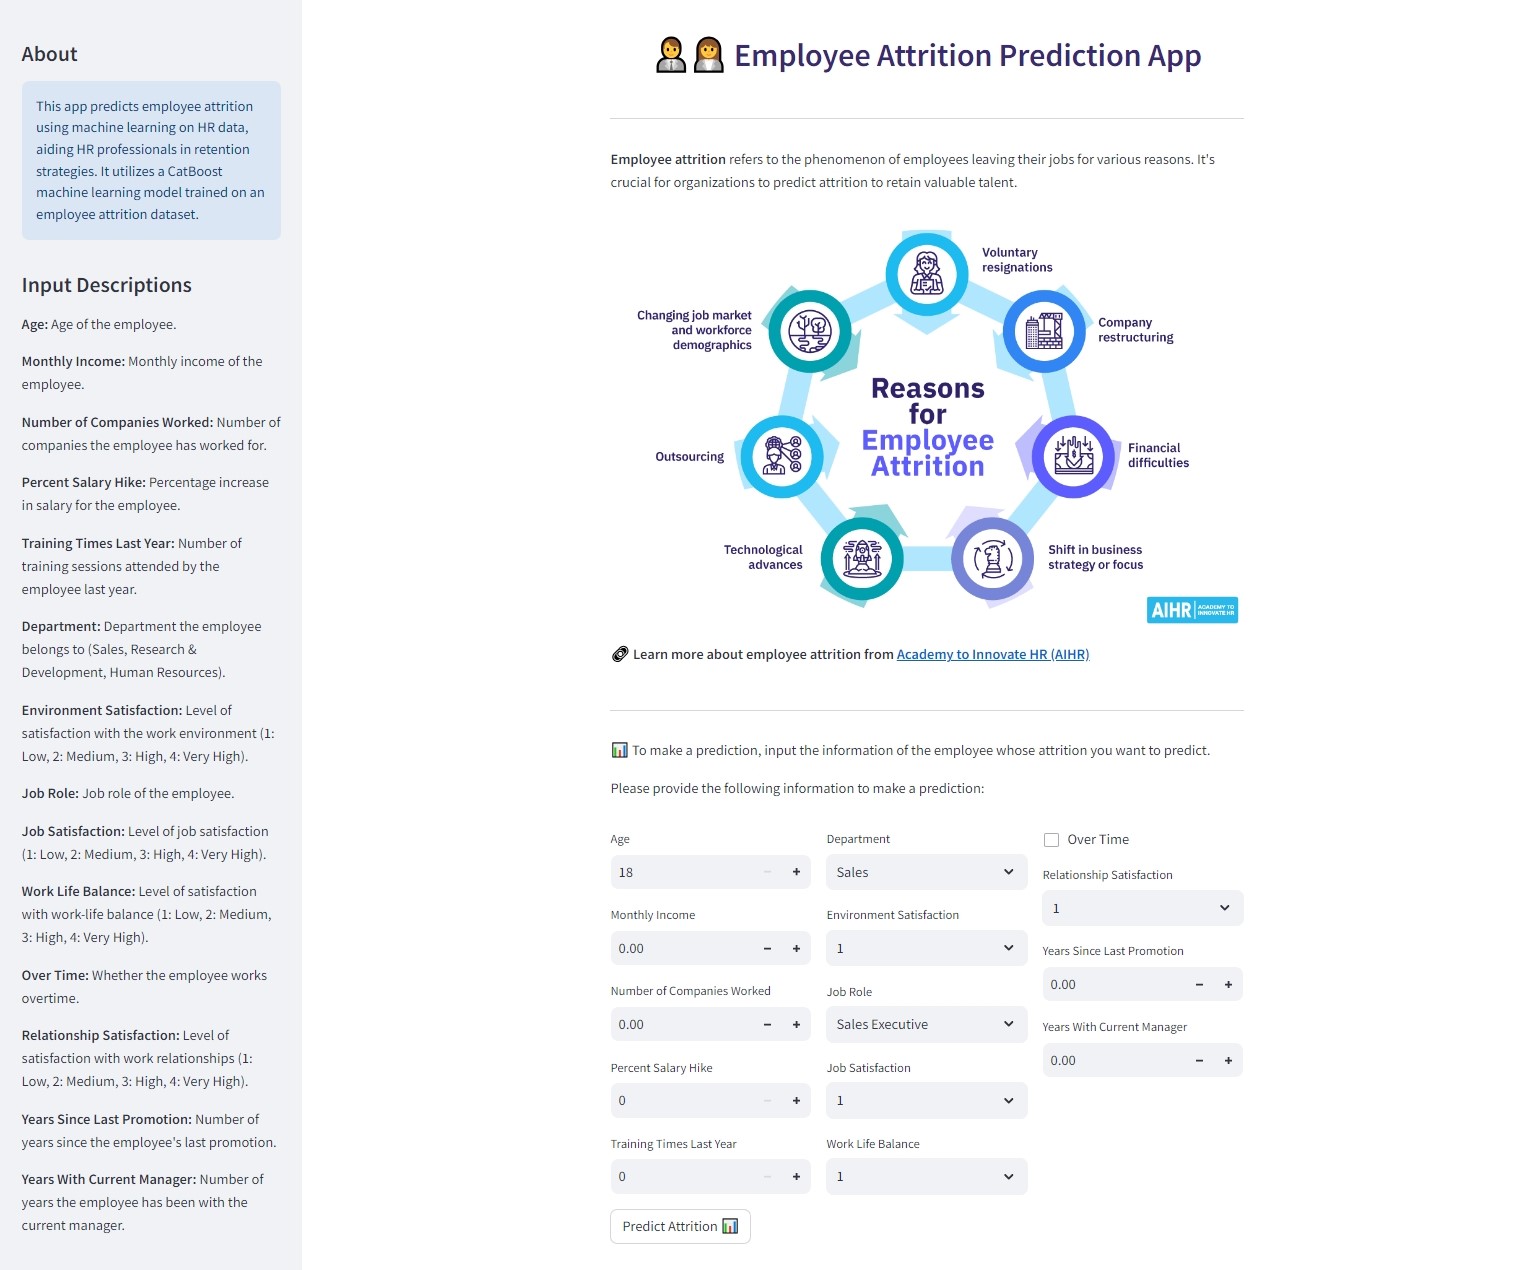 About
This app predicts employee attrition
using machine learning on HR data,
aiding HR professionals in retention
strategies. It utilizes a CatBoost
machine learning model trained on an
employee attrition dataset.
Input Descriptions
Age: Age of the employee.
Monthly Income: Monthly income of the
employee.
Number of Companies Worked: Number of
companies the employee has worked for.
Percent Salary Hike: Percentage increase
in salary for the employee.
Training Times Last Year: Number of
training sessions attended by the
employee last year.
Department: Department the employee
belongs to (Sales, Research &
Development, Human Resources).
Environment Satisfaction: Level of
satisfaction with the work environment (1:
Low, 2: Medium, 3: High, 4: Very High).
Job Role: Job role of the employee.
Job Satisfaction: Level of job satisfaction
(1: Low, 2: Medium, 3: High, 4: Very High).
Work Life Balance: Level of satisfaction
with work-life balance (1: Low, 2: Medium,
3: High, 4: Very High).
Over Time: Whether the employee works
overtime.
Relationship Satisfaction: Level of
satisfaction with work relationships (1:
Low, 2: Medium, 3: High, 4: Very High).
Years Since Last Promotion: Number of
years since the employee's last promotion.
Years With Current Manager: Number of
years the employee has been with the
current manager.
Employee Attrition Prediction App
Employee attrition refers to the phenomenon of employees leaving their jobs for various reasons. It's
crucial for organizations to predict attrition to retain valuable talent.
Voluntary
resignations
Changing job market
and workforce
demographics
Company
restructuring
Reasons
for
Employee
Attrition
Outsourcing
Financial
difficulties
Technological
advances
Shift in business
strategy or focus
AIHR
ACADEMY TO
INNOVATE HR
Learn more about employee attrition from Academy to Innovate HR (AIHR)
To make a prediction, input the information of the employee whose attrition you want to predict.
Please provide the following information to make a prediction:
Age
18
Monthly Income
0.00
Number of Companies Worked
0.00
Percent Salary Hike
0
Training Times Last Year
0
Department
Sales
Environment Satisfaction
1
Job Role
Sales Executive
Job Satisfaction
1
Work Life Balance
1
Over Time
Relationship Satisfaction
1
Years Since Last Promotion
0.00
Years With Current Manager
0.00
Predict Attrition